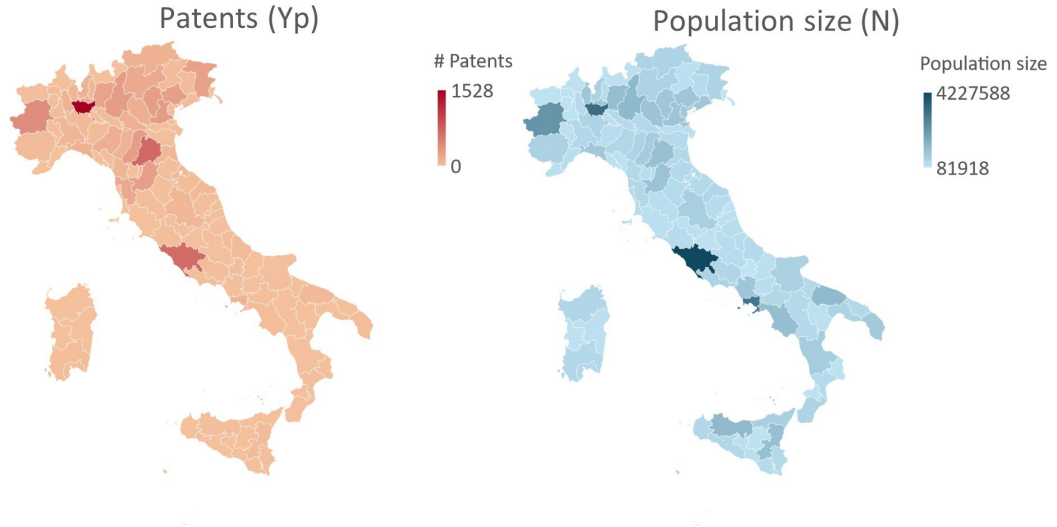 Patents (Yp)
Population size (N)
# Patents
1528
0
Population size
4227588
81918